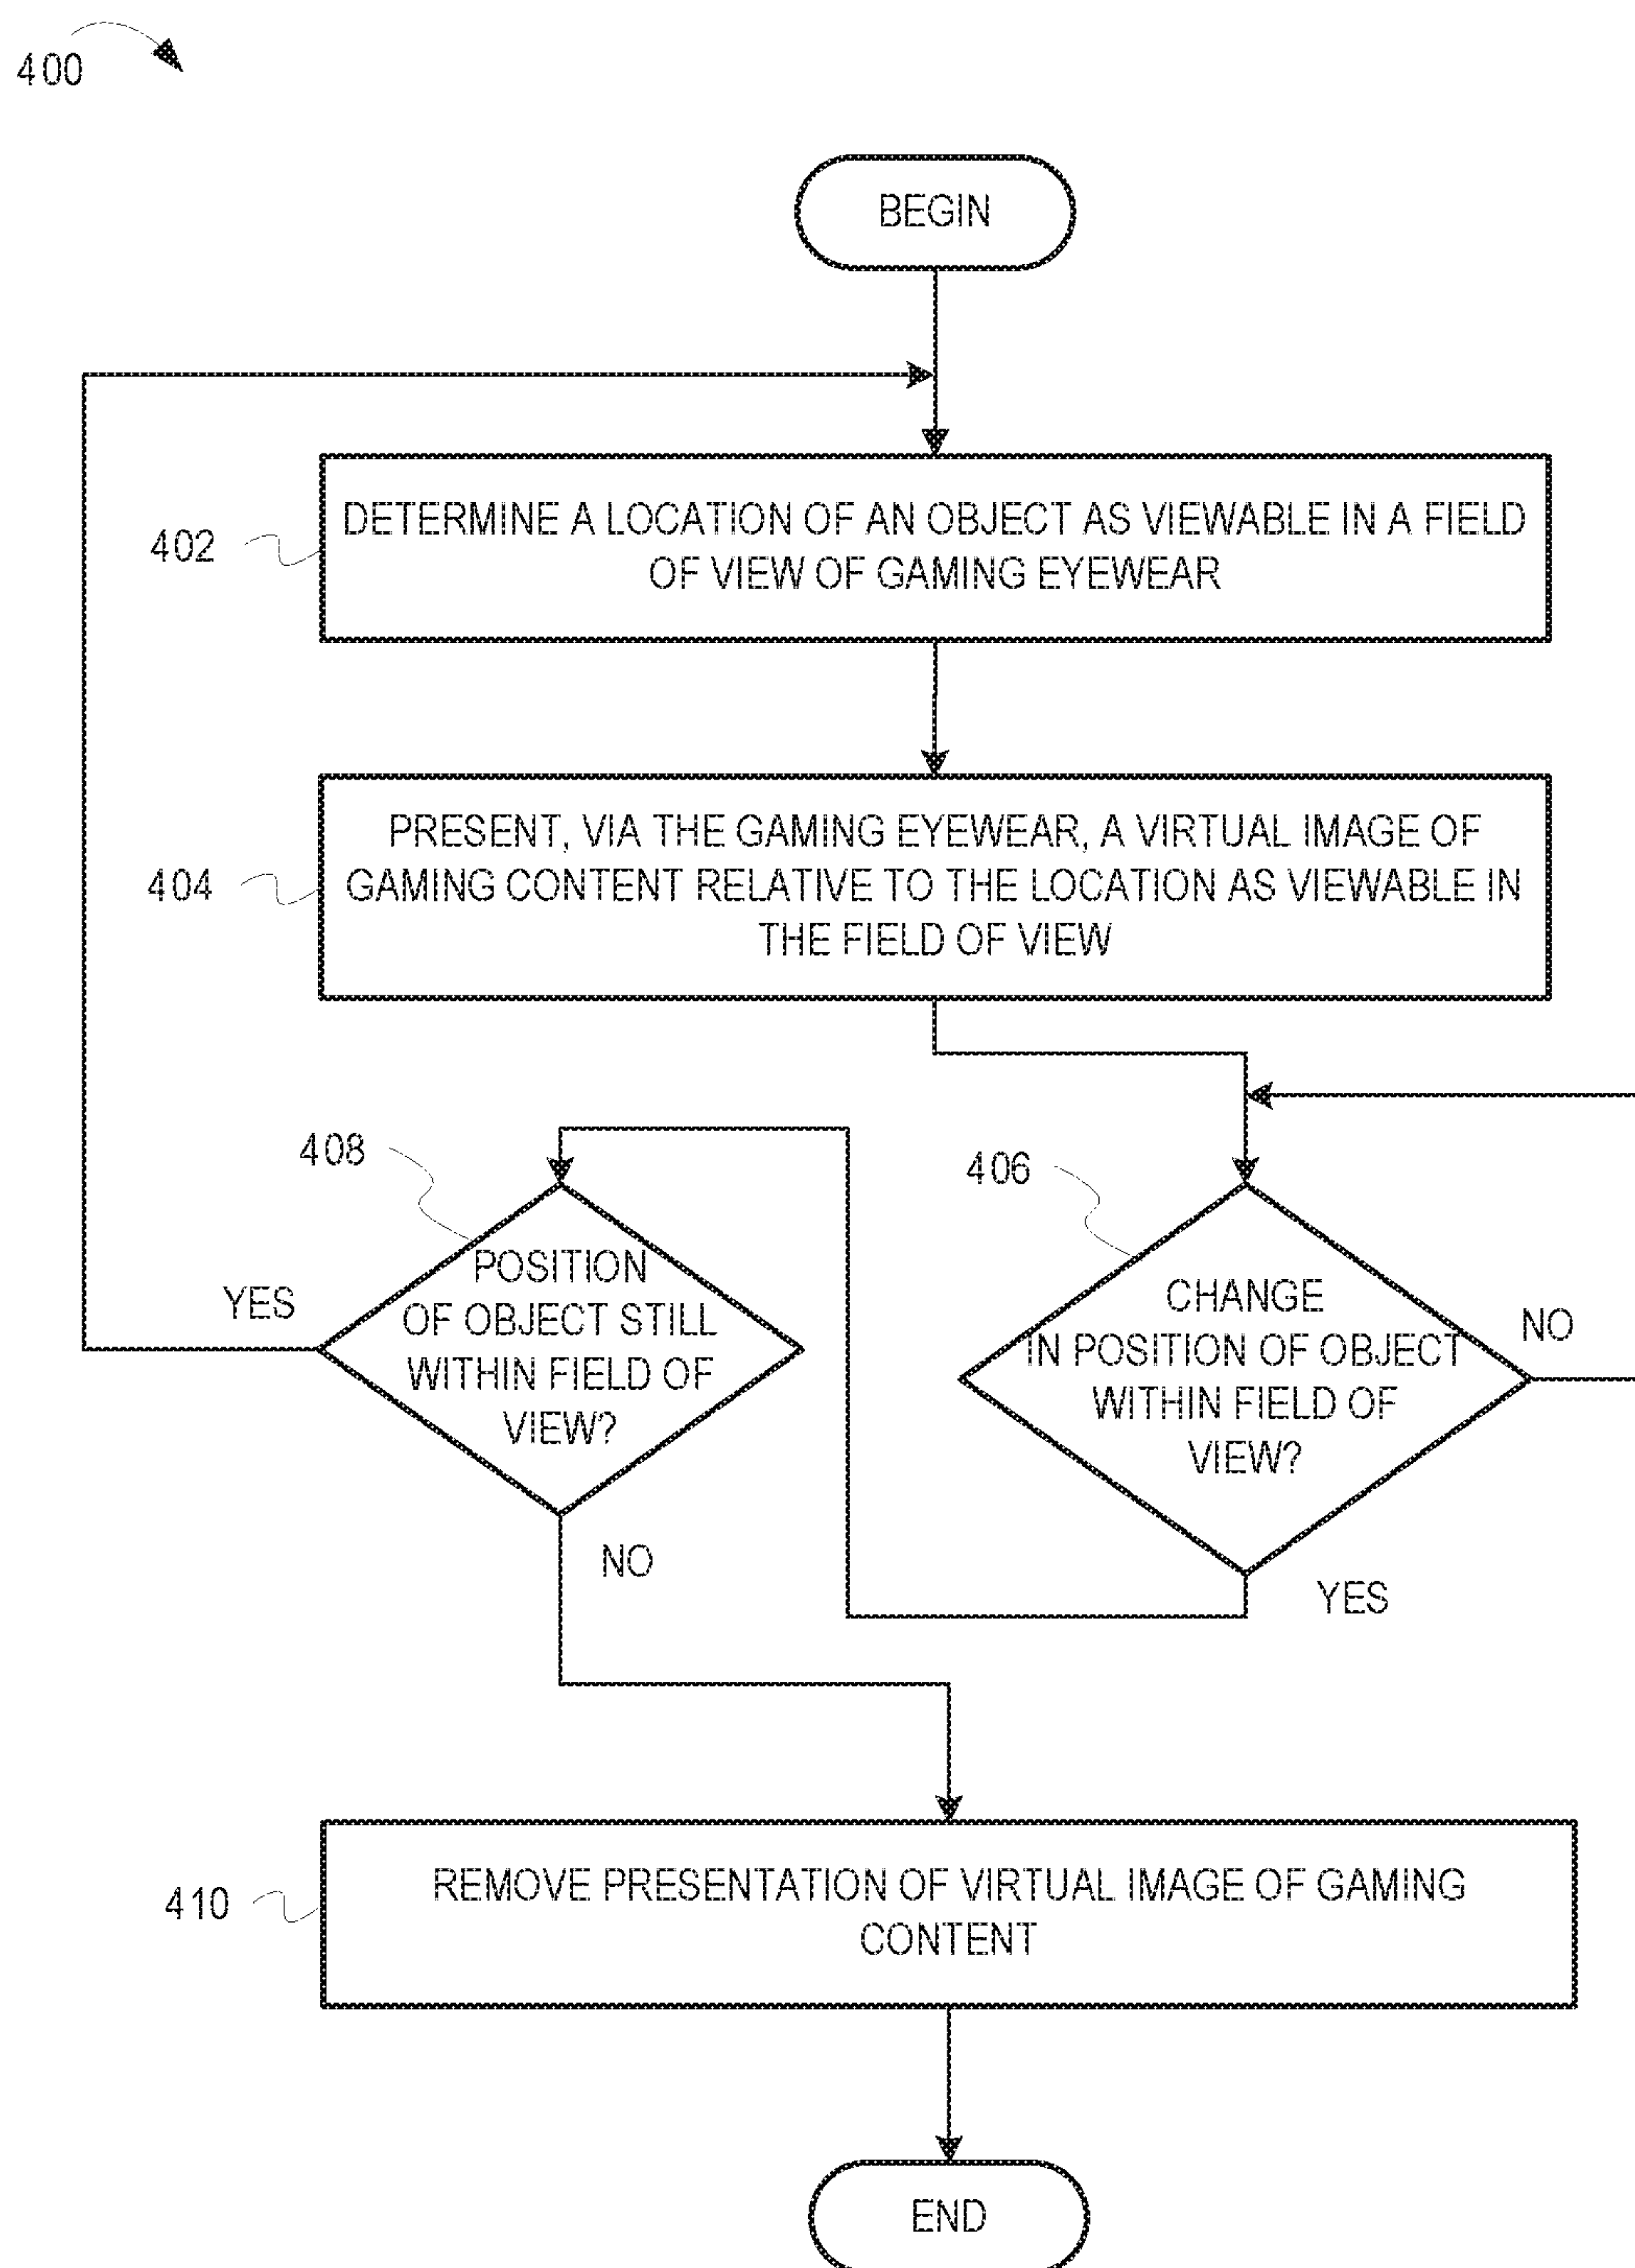 400
BEGIN
402
DETERMINE A LOCATION OF AN OBJECT AS VIEWABLE IN A FIELD
OF VIEW OF GAMING EYEWEAR
404
PRESENT, VIA THE GAMING EYEWEAR, A VIRTUAL IMAGE OF
GAMING CONTENT RELATIVE TO THE LOCATION AS VIEWABLE IN
THE FIELD OF VIEW
408
POSITION
OF OBJECT STILL
WITHIN FIELD OF
VIEW?
YES
NO
406
CHANGE
IN POSITION OF OBJECT
WITHIN FIELD OF
VIEW?
NO
YES
410
REMOVE PRESENTATION OF VIRTUAL IMAGE OF GAMING
CONTENT
END